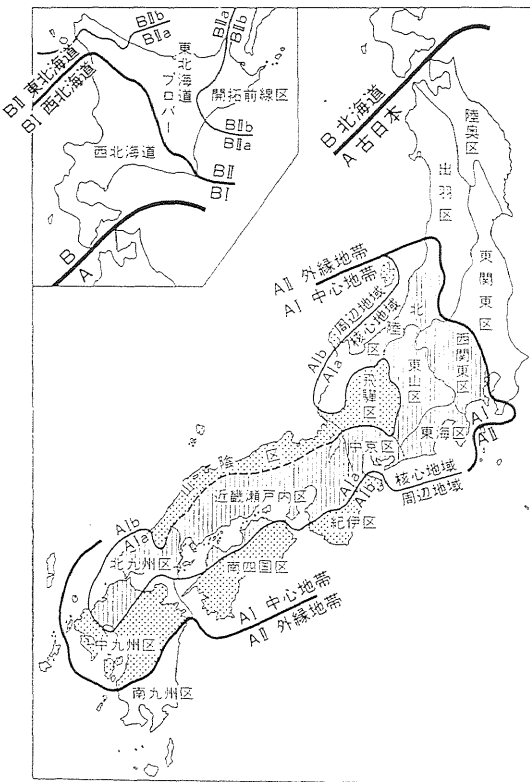 BⅡb
BⅡa
BⅡ 東北海道
BⅠ 西北海道
東北海道プロパー
BⅡa
BⅡb
開拓前線区
BⅡb
BⅡa
西北海道
BⅡ
BⅠ
B
A
B 北海道
A 古日本
陸奥区
出羽区
東関東区
AⅡ 外縁地帯
AⅠ 中心地帯
周辺地域
核心地域
AⅠb
AⅠa
北陸区
飛驒区
東山区
西関東区
中京区
東海区
AⅠ
AⅡ
AⅠa
AⅠb
核心地域
周辺地域
陰区
近畿瀬戸内区
紀伊区
AⅠb
AⅠa
北九州区
南四国区
AⅠ 中心地帯
AⅡ 外縁地帯
中九州区
南九州区